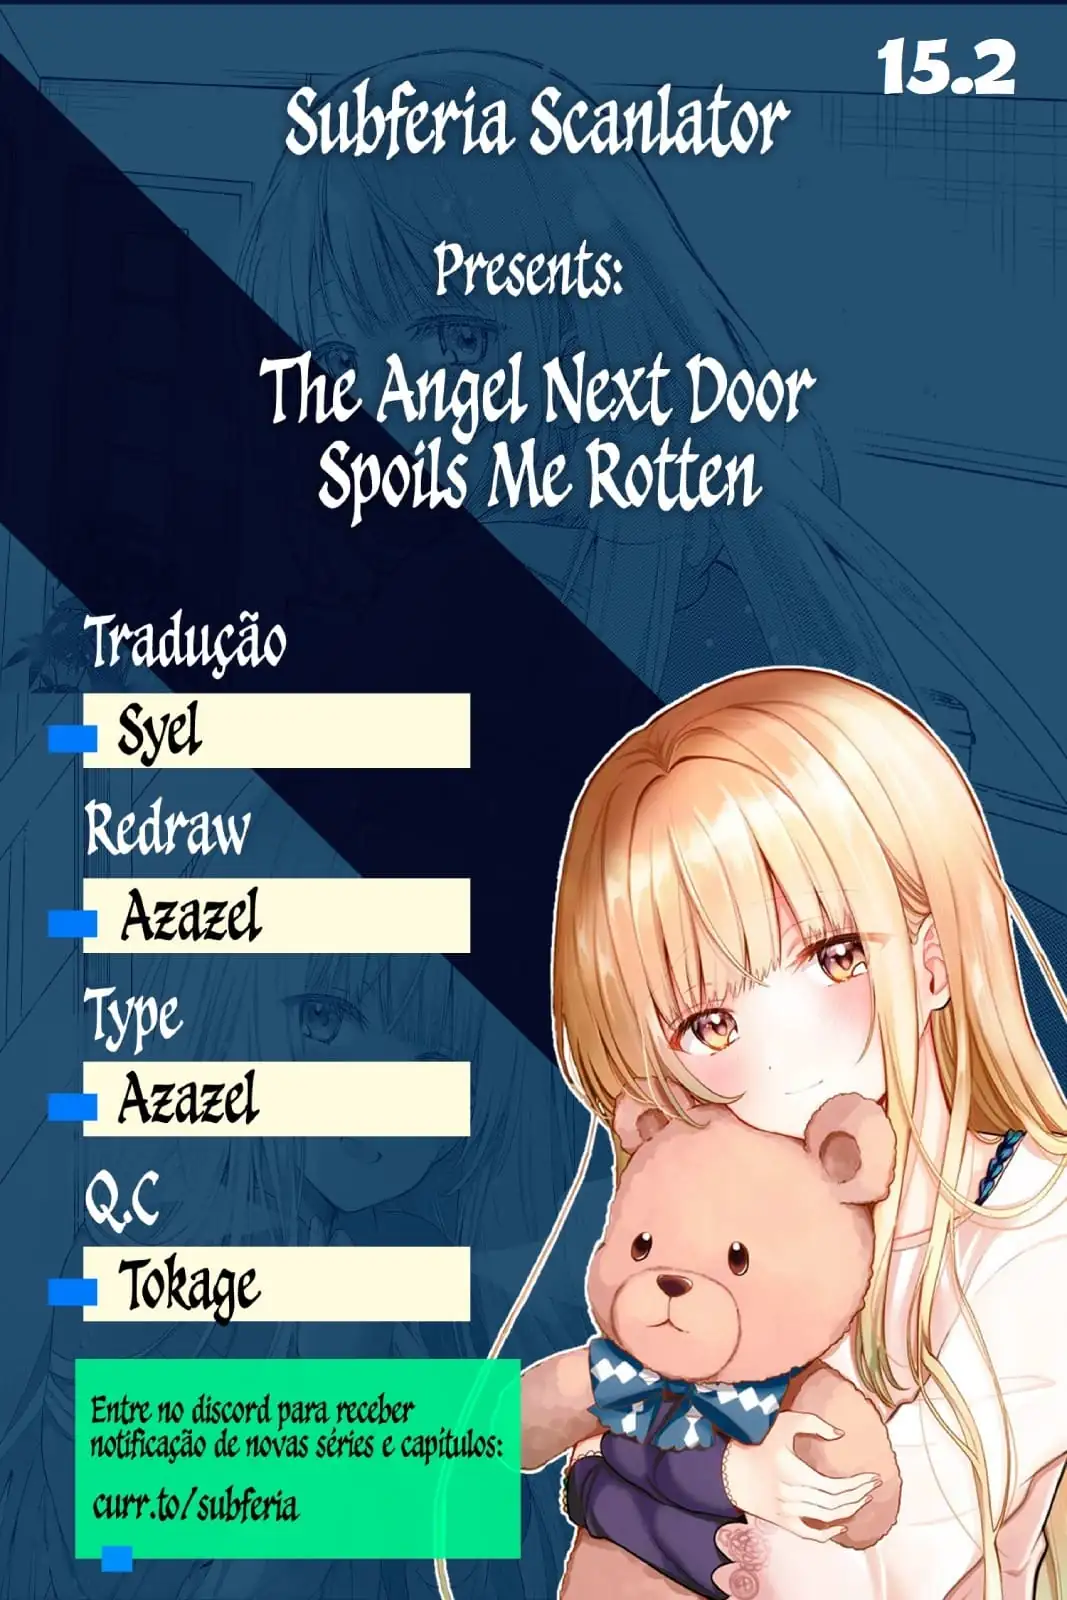 15.2
Subferia Scanlator
Presents:
The Angel Next Door
Spoils Me Rotten
Tradução
Syel
Redraw
Azazel
Type
Azazel
Q.C
Tokage
Entre no discord para receber
notificação de novas séries e capitulos:
curr.to/subferia